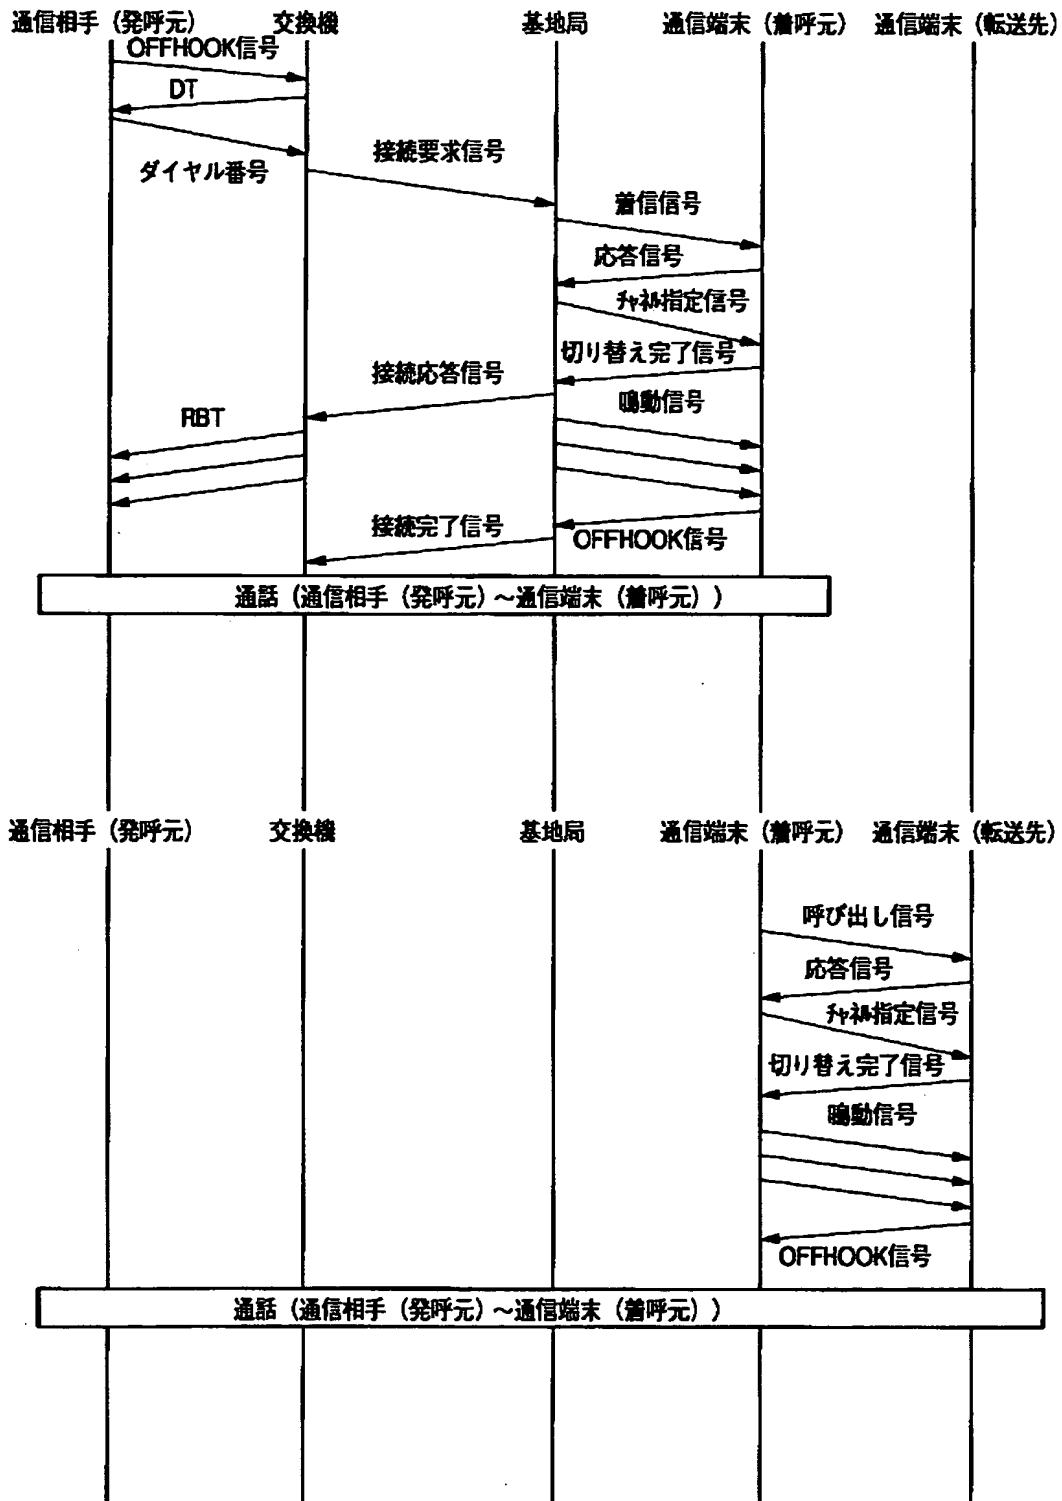 通信相手（発呼元） 交換機 基地局 通信端末（着呼元） 通信端末（転送先）
OFFHOOK信号
DT
ダイヤル番号
接続要求信号
着信信号
応答信号
ﾁｬﾈﾙ指定信号
切り替え完了信号
接続応答信号
鳴動信号
RBT
接続完了信号
OFFHOOK信号
通話（通信相手（発呼元）～通信端末（着呼元））
通信相手（発呼元） 交換機 基地局 通信端末（着呼元） 通信端末（転送先）
呼び出し信号
応答信号
ﾁｬﾈﾙ指定信号
切り替え完了信号
鳴動信号
OFFHOOK信号
通話（通信相手（発呼元）～通信端末（着呼元））